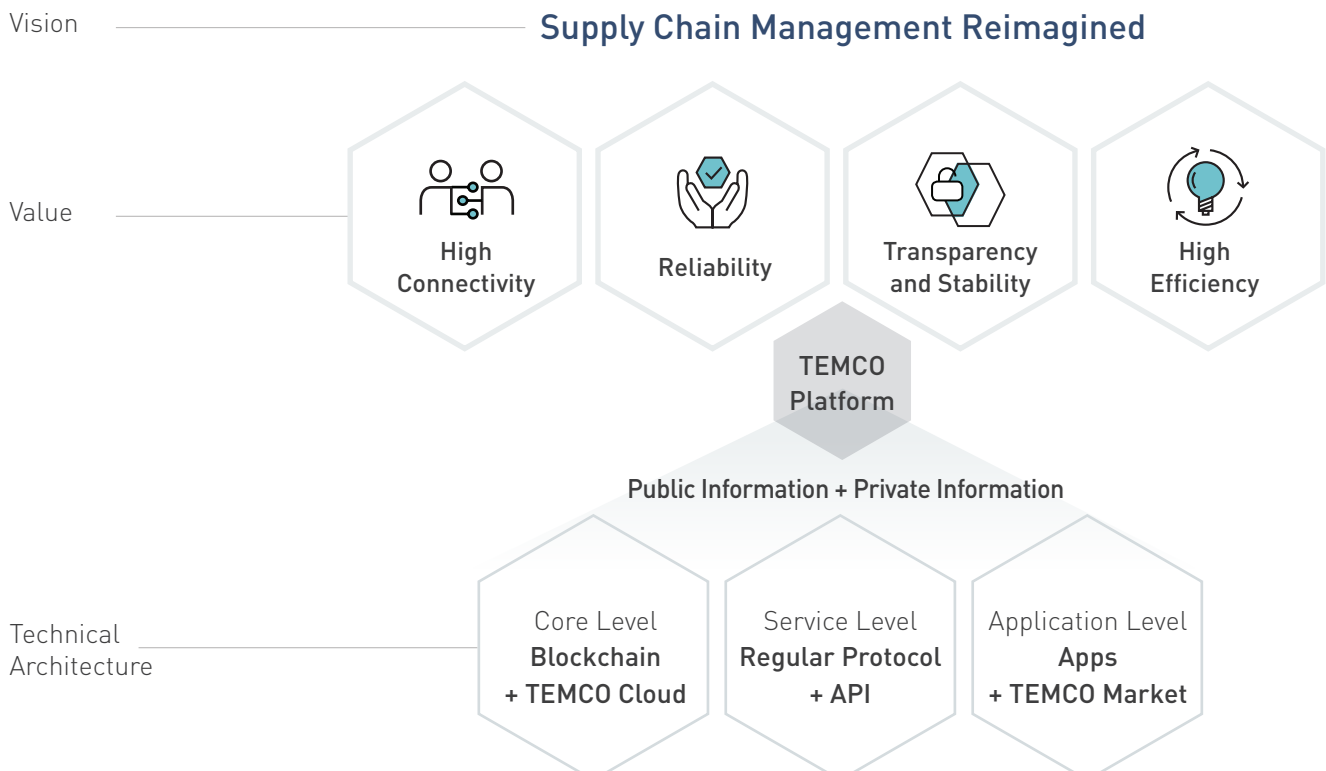 Vision
Supply Chain Management Reimagined
Value
High
Connectivity
Reliability
Transparency
and Stability
High
Efficiency
TEMCO
Platform
Public Information + Private Information
Technical
Architecture
Core Level
Blockchain
+ TEMCO Cloud
Service Level
Regular Protocol
+ API
Application Level
Apps
+ TEMCO Market